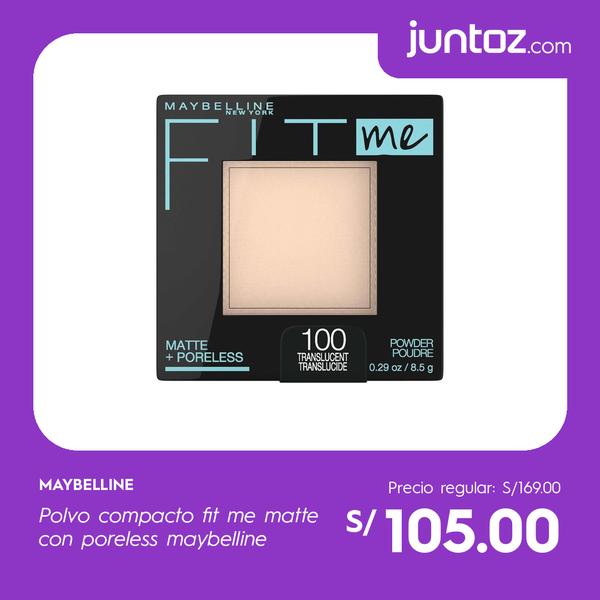 juntoz.com
MAYBELLINE
NEW YORK
FIT me
MATTE
+ PORELESS
100
TRANSLUCENT
TRANSLUCIDE
POWDER
POUDRE
0.29 oz / 8.5 g
MAYBELLINE
Polvo compacto fit me matte
con poreless maybelline
Precio regular: S/169.00
S/105.00